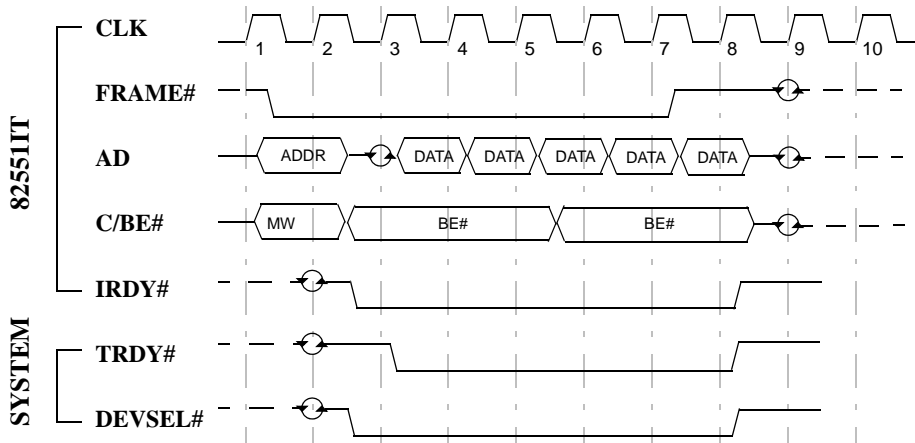 CLK
1 2 3 4 5 6 7 8 9 10
FRAME#
82551IT
AD
ADDR DATA DATA DATA DATA DATA
C/BE#
MW BE# BE#
IRDY#
SYSTEM
TRDY#
DEVSEL#